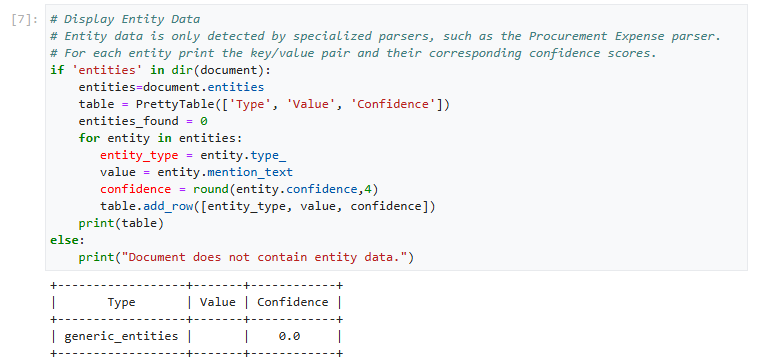 [7]: # Display Entity Data
# Entity data is only detected by specialized parsers, such as the Procurement Expense parser.
# For each entity print the key/value pair and their corresponding confidence scores.
if 'entities' in dir(document):
    entities=document.entities
    table = PrettyTable(['Type', 'Value', 'Confidence'])
    entities_found = 0
    for entity in entities:
       entity_type = entity.type_
       value = entity.mention_text
       confidence = round(entity.confidence,4)
       table.add_row([entity_type, value, confidence])
    print(table)
else:
    print("Document does not contain entity data.")
+------------------+-------+------------+
|       Type       | Value | Confidence |
+------------------+-------+------------+
| generic_entities |       |    0.0     |
+------------------+-------+------------+